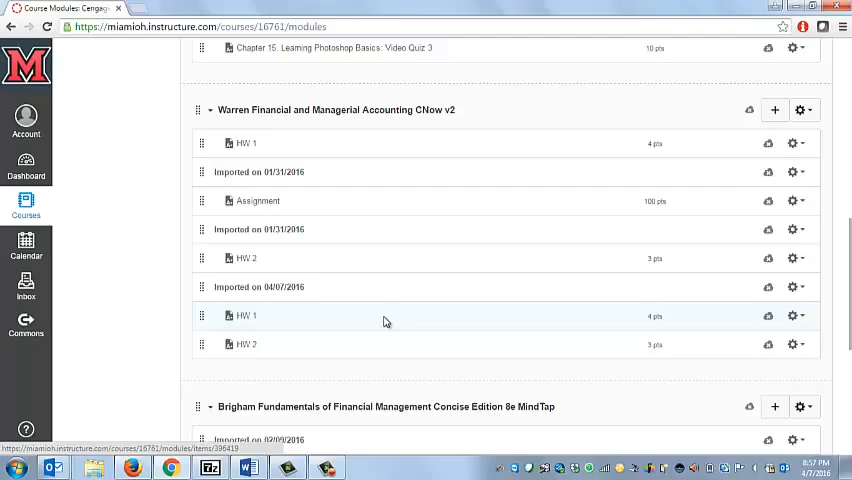 Course Modules: Cengag
https://miamioh.instructure.com/courses/16761/modules
Chapter 15. Learning Photoshop Basics: Video Quiz 3
10 pts
M
Account
Dashboard
Courses
Calendar
Inbox
Commons
Warren Financial and Managerial Accounting CNow v2
HW 1
4 pts
Imported on 01/31/2016
Assignment
100 pts
Imported on 01/31/2016
HW 2
3 pts
Imported on 04/07/2016
HW 1
4 pts
HW 2
3 pts
Brigham Fundamentals of Financial Management Concise Edition 8e MindTap
Imported on 02/09/2016
https://miamioh.instructure.com/courses/16761/modules/items/396419
7z
8:57 PM
4/7/2016